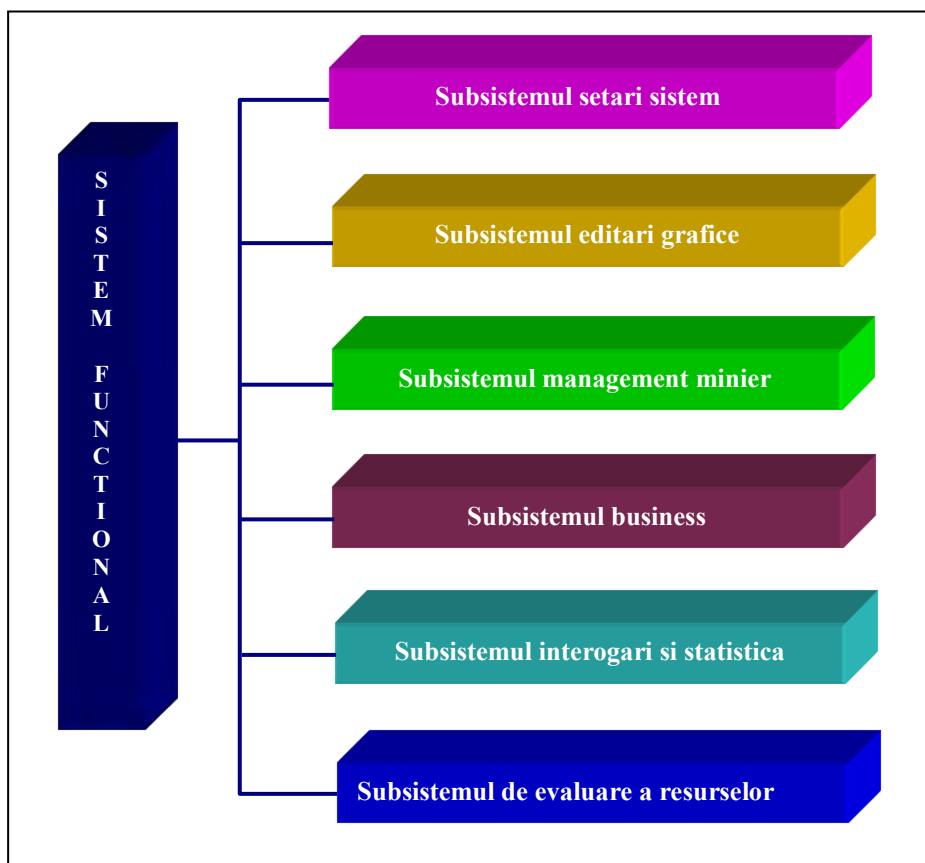 SISTEM FUNCTIONAL
Subsistemul setari sistem
Subsistemul editari grafice
Subsistemul management minier
Subsistemul business
Subsistemul interogari si statistica
Subsistemul de evaluare a resurselor